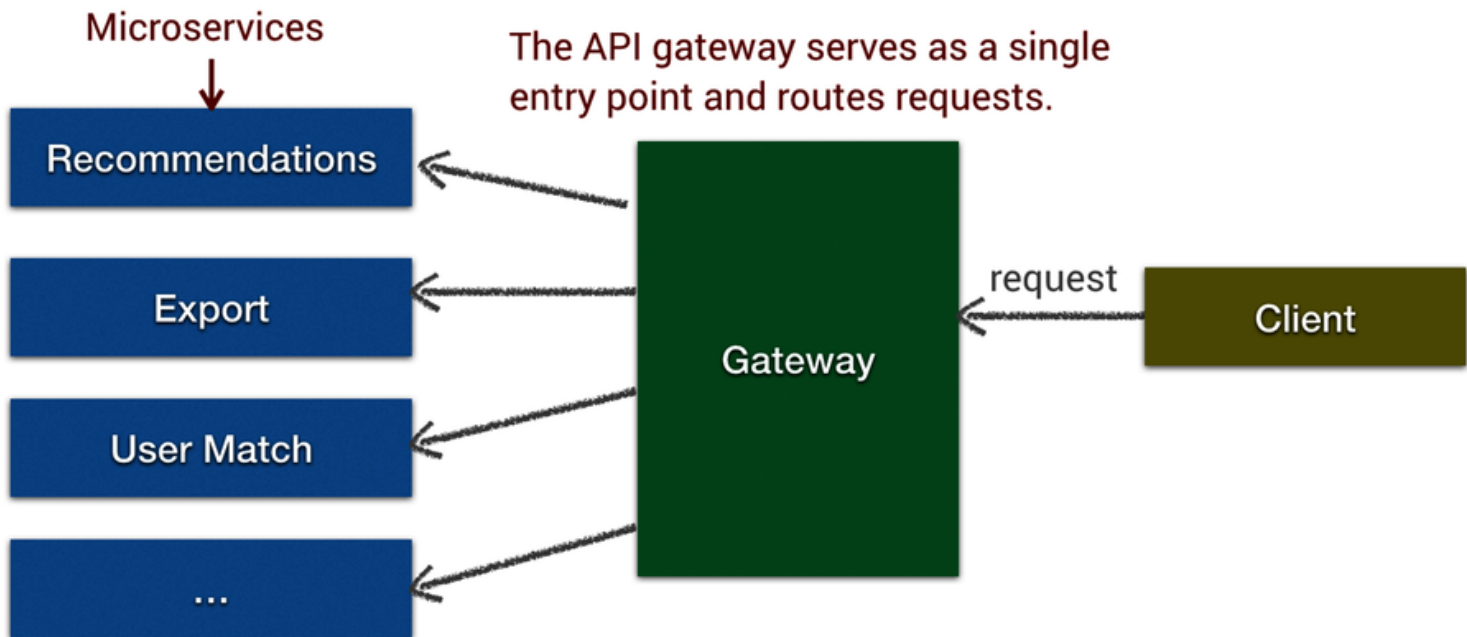 Microservices
The API gateway serves as a single
entry point and routes requests.
Recommendations
Export
User Match
...
Gateway
request
Client